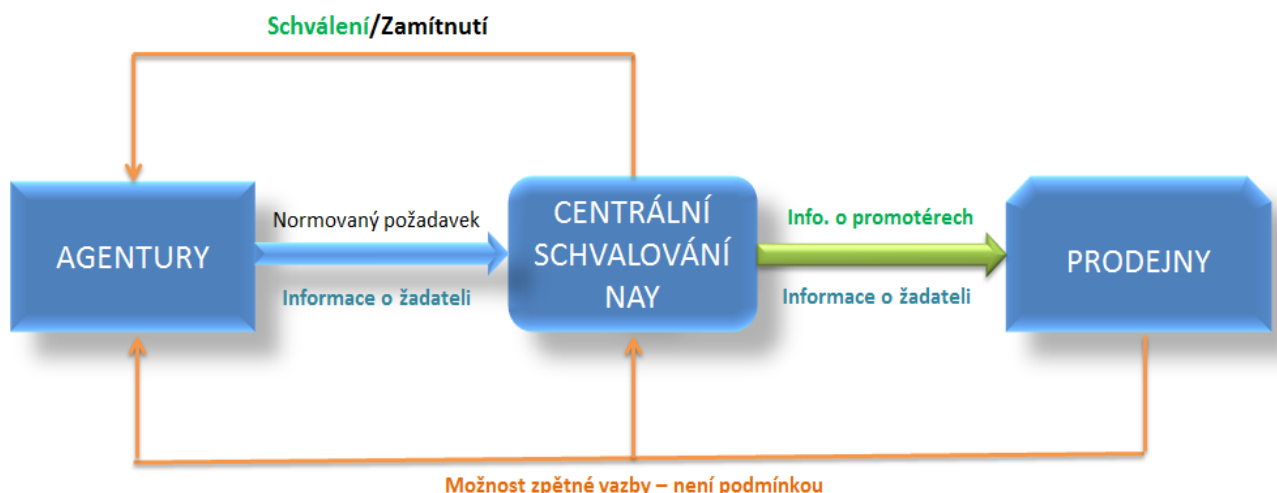 Schválení/Zamítnutí
AGENTURY
Normovaný požadavek
Informace o žadateli
CENTRÁLNÍ
SCHVALOVÁNÍ
NAY
Info. o promotérech
Informace o žadateli
PRODEJNY
Možnost zpětné vazby – není podmínkou